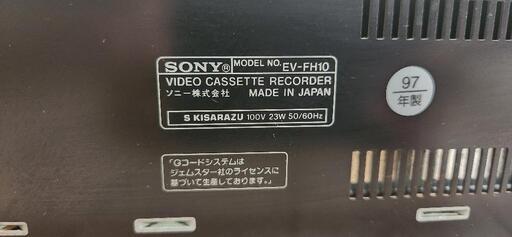 SONY® MODEL NO. EV-FH10
VIDEO CASSETTE RECORDER
ソニー株式会社 MADE IN JAPAN
S KISARAZU 100V 23W 50/60Hz
97
年製
「Gコードシステムは
ジェムスター社のライセンスに
基づいて生産しております。」